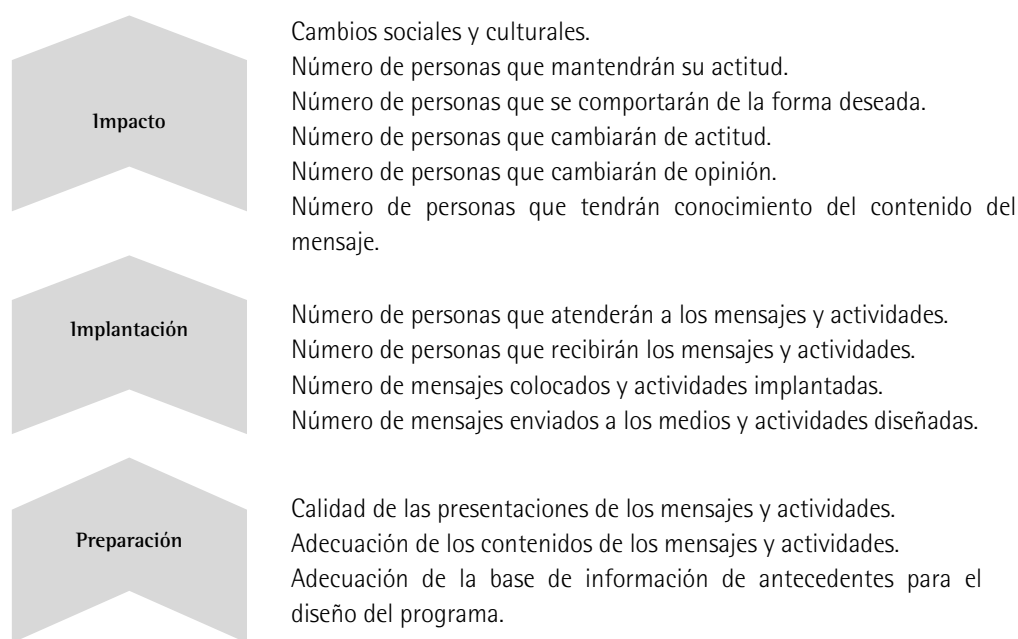 Impacto
Cambios sociales y culturales.
Número de personas que mantendrán su actitud.
Número de personas que se comportarán de la forma deseada.
Número de personas que cambiarán de actitud.
Número de personas que cambiarán de opinión.
Número de personas que tendrán conocimiento del contenido del
mensaje.
Implantación
Número de personas que atenderán a los mensajes y actividades.
Número de personas que recibirán los mensajes y actividades.
Número de mensajes colocados y actividades implantadas.
Número de mensajes enviados a los medios y actividades diseñadas.
Preparación
Calidad de las presentaciones de los mensajes y actividades.
Adecuación de los contenidos de los mensajes y actividades.
Adecuación de la base de información de antecedentes para el
diseño del programa.